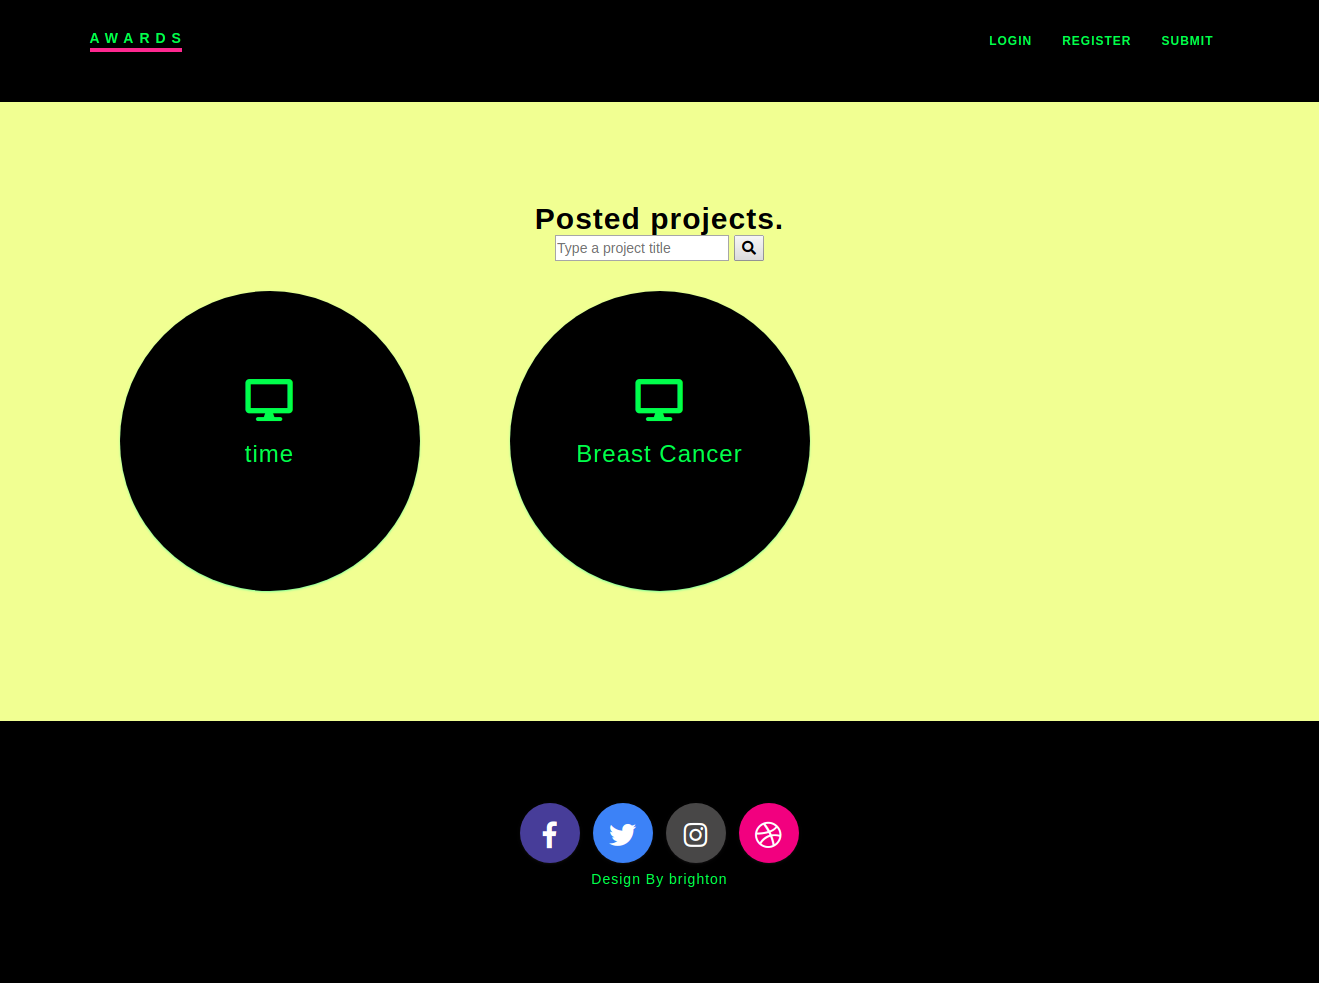 AWARDS
LOGIN REGISTER SUBMIT
Posted projects.
Type a project title
time
Breast Cancer
Design By brighton